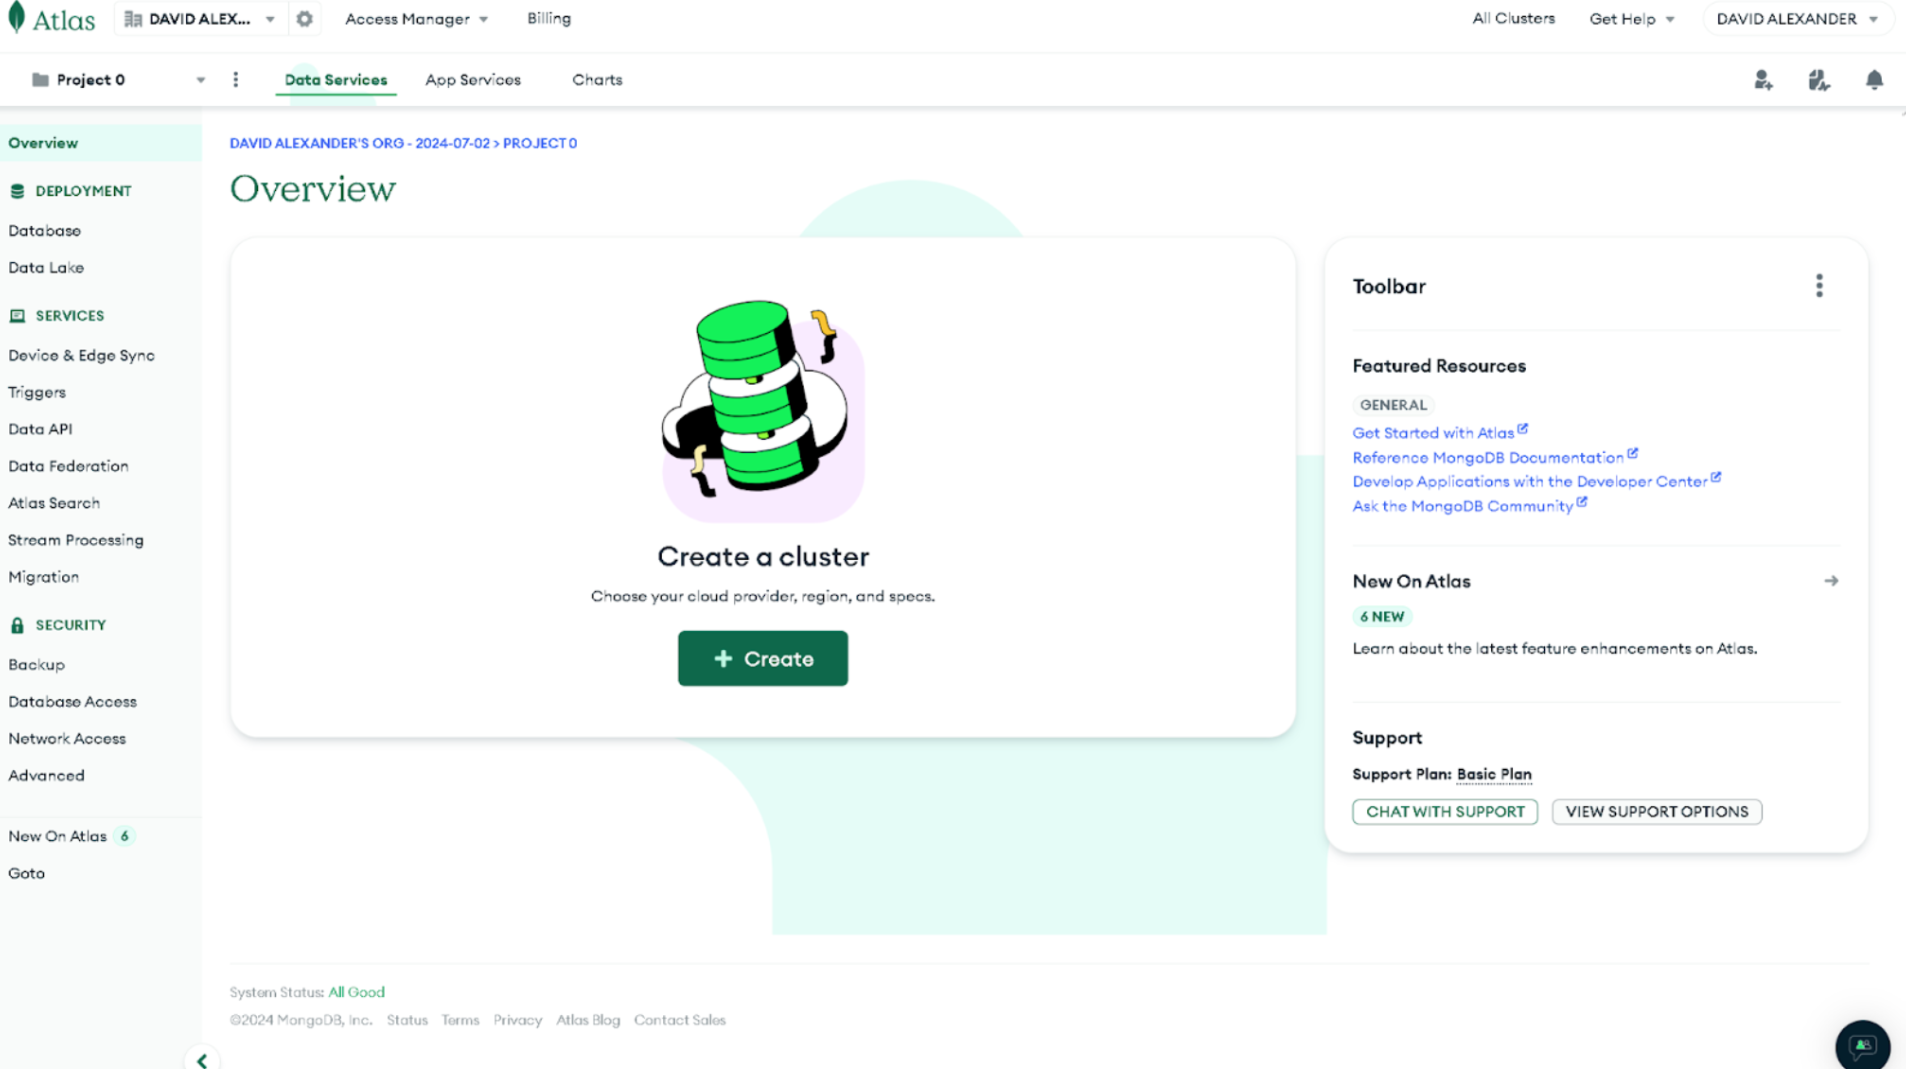 Atlas
DAVID ALEX...
Access Manager
Billing
All Clusters
Get Help
DAVID ALEXANDER
Project 0
Data Services
App Services
Charts
Overview
DEPLOYMENT
Database
Data Lake
SERVICES
Device & Edge Sync
Triggers
Data API
Data Federation
Atlas Search
Stream Processing
Migration
SECURITY
Backup
Database Access
Network Access
Advanced
New On Atlas 6
Goto
DAVID ALEXANDER'S ORG - 2024-07-02 > PROJECT 0
Overview
Create a cluster
Choose your cloud provider, region, and specs.
+ Create
Toolbar
Featured Resources
GENERAL
Get Started with Atlas
Reference MongoDB Documentation
Develop Applications with the Developer Center
Ask the MongoDB Community
New On Atlas
6 NEW
Learn about the latest feature enhancements on Atlas.
Support
Support Plan: Basic Plan
CHAT WITH SUPPORT
VIEW SUPPORT OPTIONS
System Status: All Good
©2024 MongoDB, Inc. Status Terms Privacy Atlas Blog Contact Sales